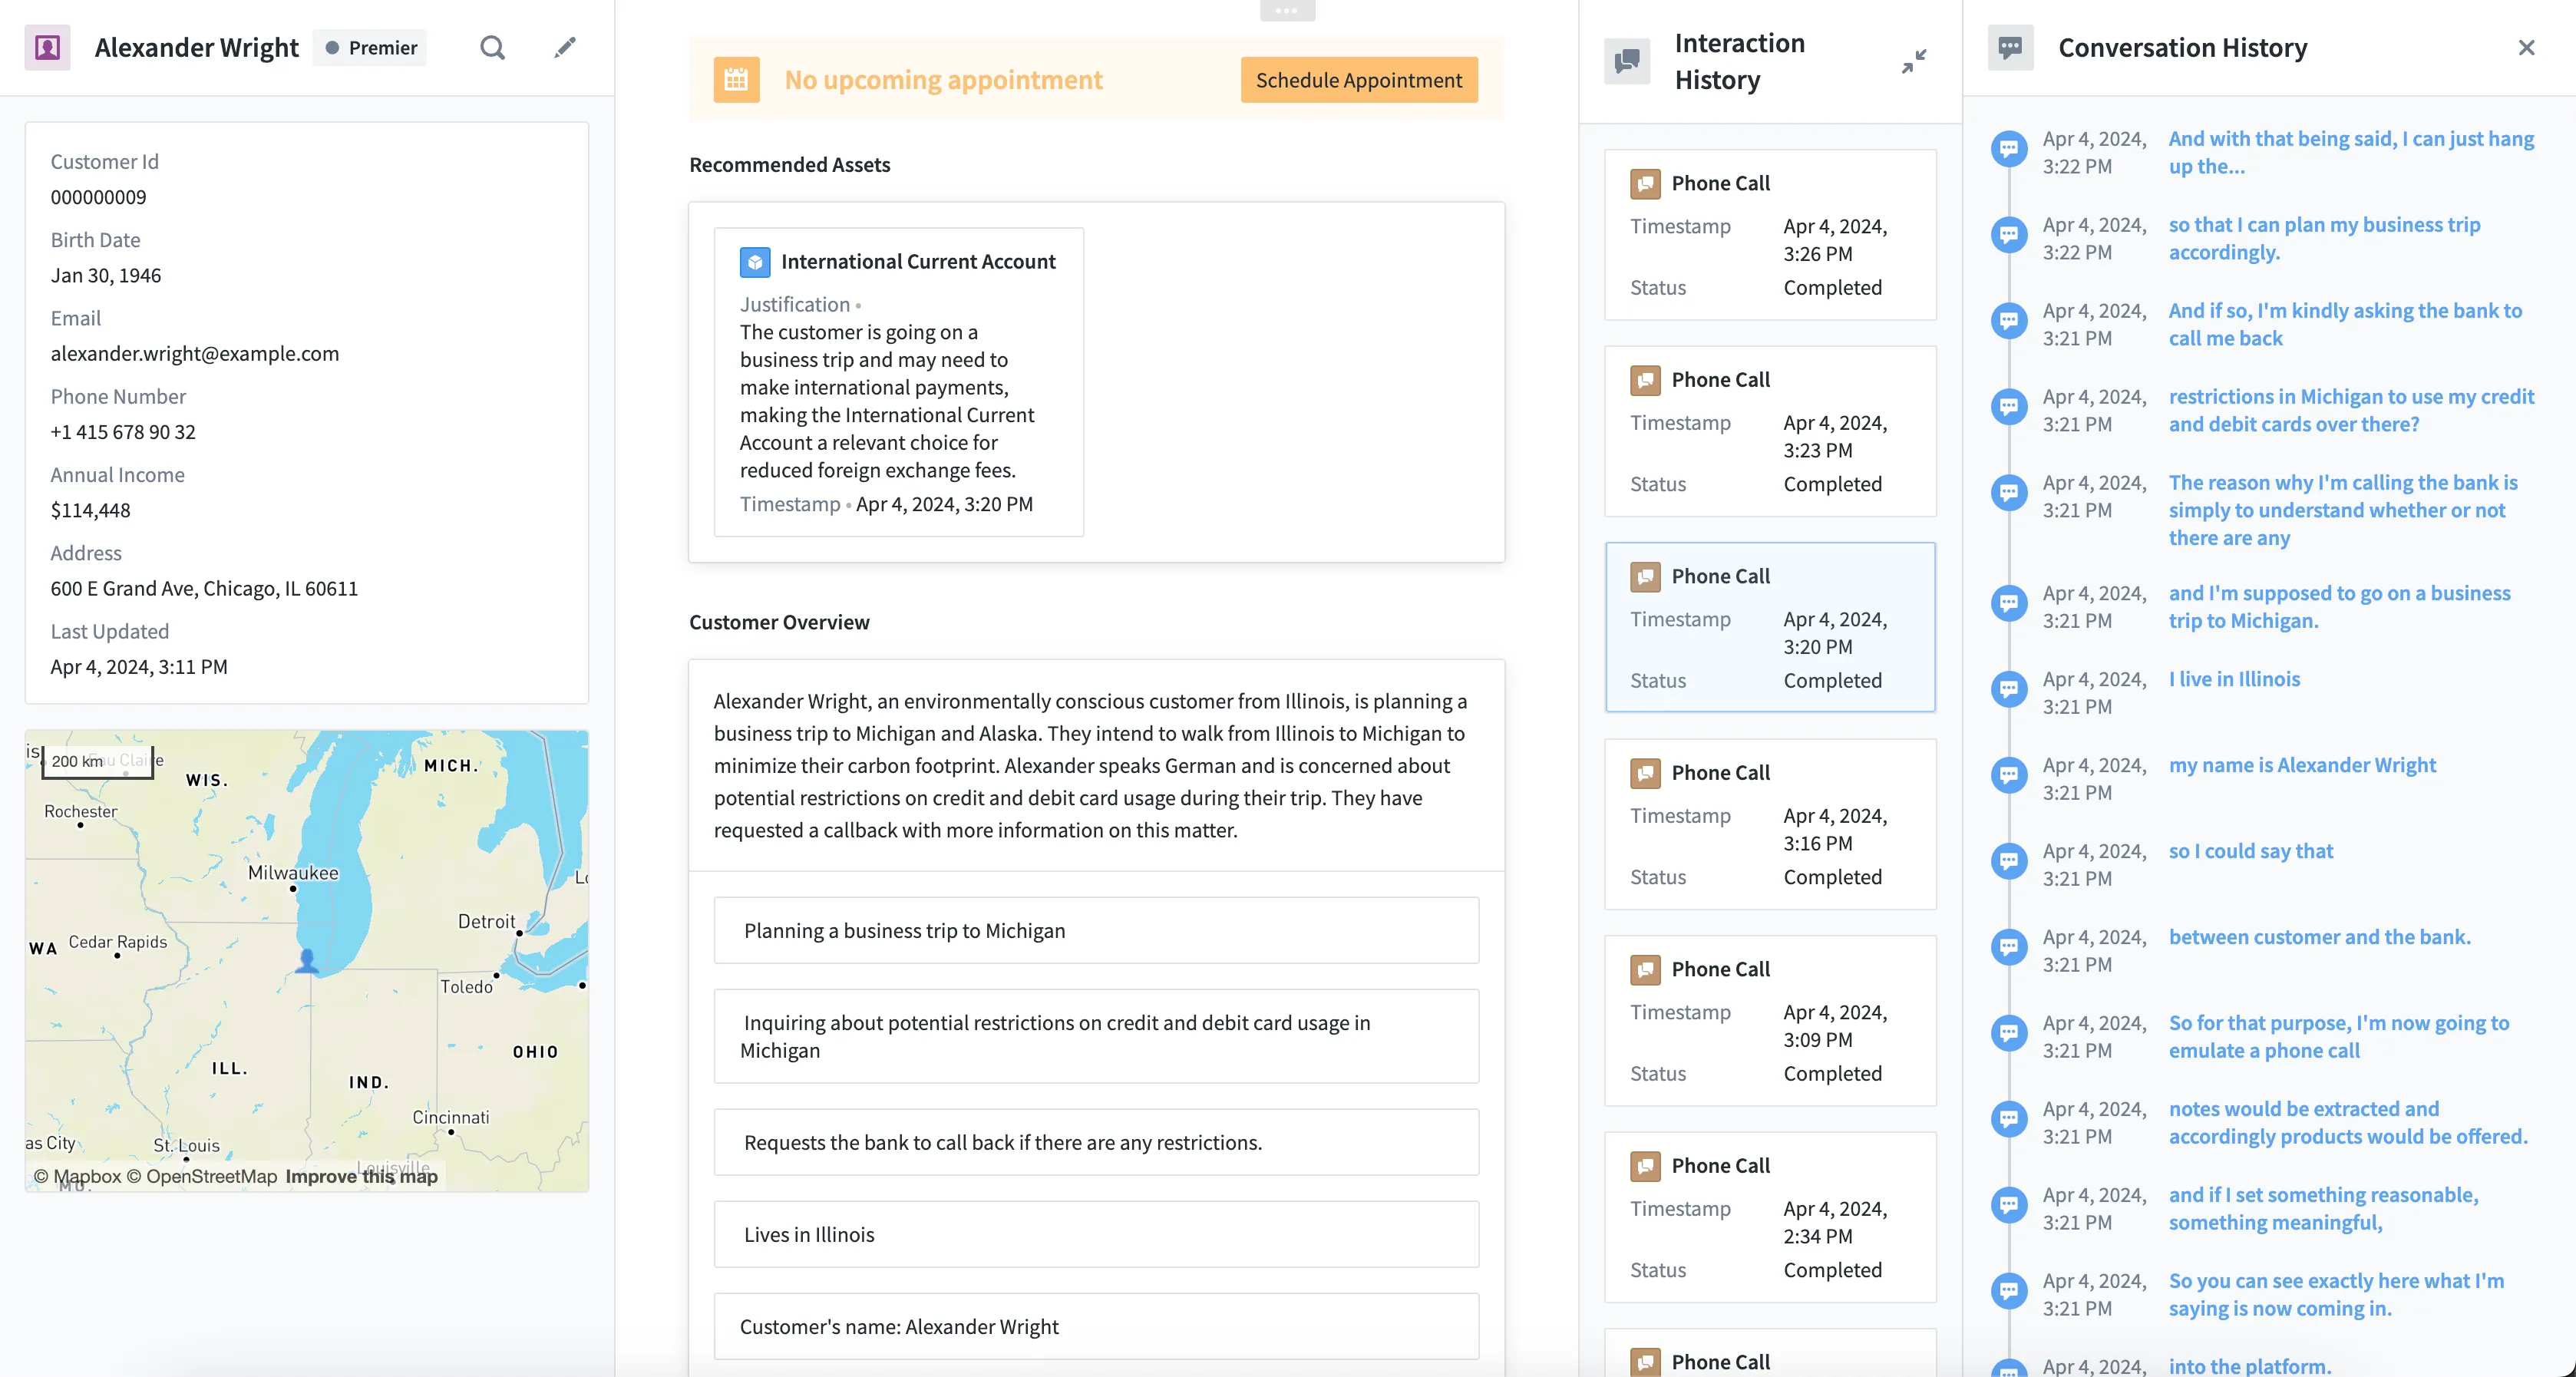 Alexander Wright
Premier
Customer Id
000000009
Birth Date
Jan 30, 1946
Email
alexander.wright@example.com
Phone Number
+1 415 678 90 32
Annual Income
$114,448
Address
600 E Grand Ave, Chicago, IL 60611
Last Updated
Apr 4, 2024, 3:11 PM
200 km
WIS.
MICH.
Rochester
Milwaukee
Detroit
WA
Cedar Rapids
Toledo
ILL.
IND.
OHIO
Cincinnati
as City
St. Louis
Louisville
© Mapbox © OpenStreetMap Improve this map
MO.
No upcoming appointment
Schedule Appointment
Recommended Assets
International Current Account
Justification •
The customer is going on a
business trip and may need to
make international payments,
making the International Current
Account a relevant choice for
reduced foreign exchange fees.
Timestamp • Apr 4, 2024, 3:20 PM
Customer Overview
Alexander Wright, an environmentally conscious customer from Illinois, is planning a
business trip to Michigan and Alaska. They intend to walk from Illinois to Michigan to
minimize their carbon footprint. Alexander speaks German and is concerned about
potential restrictions on credit and debit card usage during their trip. They have
requested a callback with more information on this matter.
Planning a business trip to Michigan
Inquiring about potential restrictions on credit and debit card usage in
Michigan
Requests the bank to call back if there are any restrictions.
Lives in Illinois
Customer's name: Alexander Wright
Interaction
History
Phone Call
Timestamp
Apr 4, 2024,
3:26 PM
Status
Completed
Phone Call
Timestamp
Apr 4, 2024,
3:23 PM
Status
Completed
Phone Call
Timestamp
Apr 4, 2024,
3:20 PM
Status
Completed
Phone Call
Timestamp
Apr 4, 2024,
3:16 PM
Status
Completed
Phone Call
Timestamp
Apr 4, 2024,
3:09 PM
Status
Completed
Phone Call
Timestamp
Apr 4, 2024,
2:34 PM
Status
Completed
Phone Call
Conversation History
Apr 4, 2024,
3:22 PM
And with that being said, I can just hang
up the...
Apr 4, 2024,
3:22 PM
so that I can plan my business trip
accordingly.
Apr 4, 2024,
3:21 PM
And if so, I'm kindly asking the bank to
call me back
Apr 4, 2024,
3:21 PM
restrictions in Michigan to use my credit
and debit cards over there?
Apr 4, 2024,
3:21 PM
The reason why I'm calling the bank is
simply to understand whether or not
there are any
Apr 4, 2024,
3:21 PM
and I'm supposed to go on a business
trip to Michigan.
Apr 4, 2024,
3:21 PM
I live in Illinois
Apr 4, 2024,
3:21 PM
my name is Alexander Wright
Apr 4, 2024,
3:21 PM
so I could say that
Apr 4, 2024,
3:21 PM
between customer and the bank.
Apr 4, 2024,
3:21 PM
So for that purpose, I'm now going to
emulate a phone call
Apr 4, 2024,
3:21 PM
notes would be extracted and
accordingly products would be offered.
Apr 4, 2024,
3:21 PM
and if I set something reasonable,
something meaningful,
Apr 4, 2024,
3:21 PM
So you can see exactly here what I'm
saying is now coming in.
Apr 4, 2024,
into the platform.